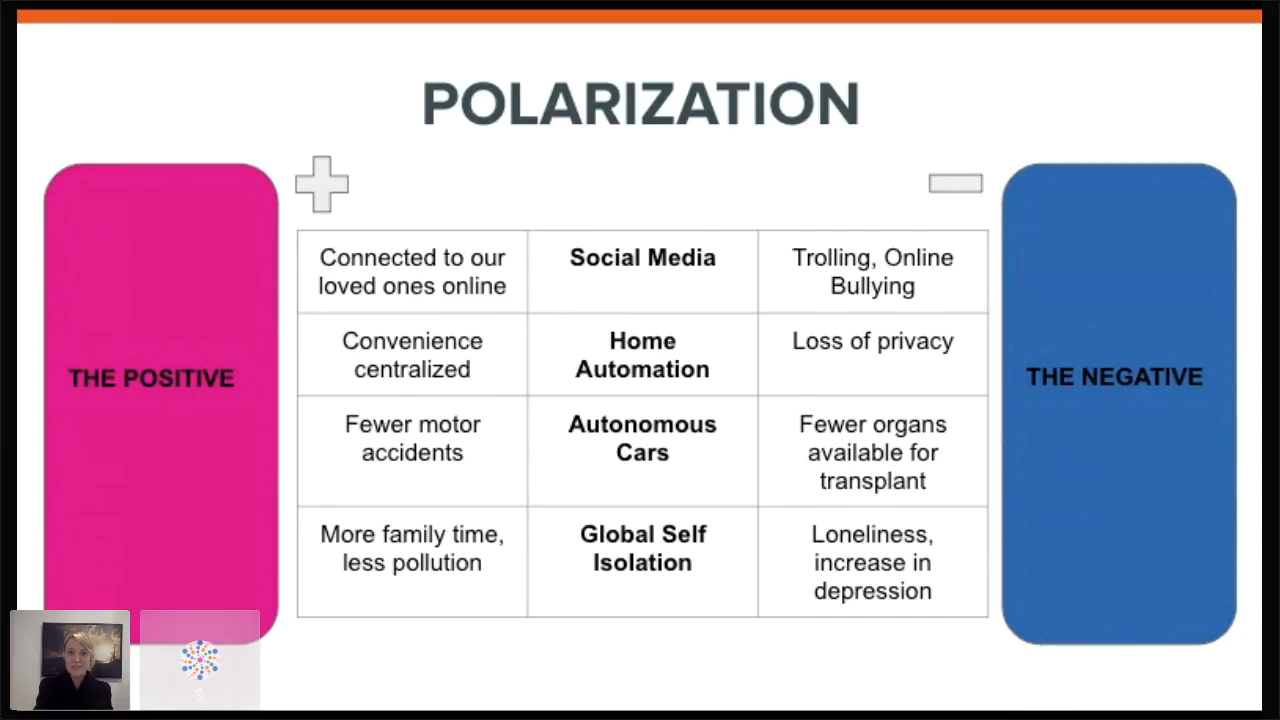 POLARIZATION
THE POSITIVE
Connected to our
loved ones online
Social Media
Trolling, Online
Bullying
Convenience
centralized
Home
Automation
Loss of privacy
Fewer motor
accidents
Autonomous
Cars
Fewer organs
available for
transplant
More family time,
less pollution
Global Self
Isolation
Loneliness,
increase in
depression
THE NEGATIVE